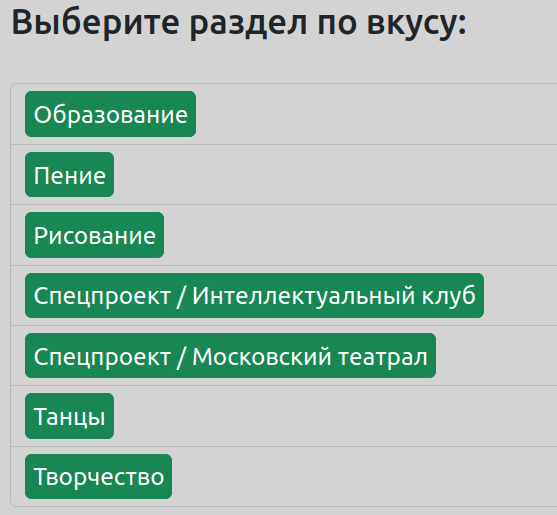 Выберите раздел по вкусу:
Образование
Пение
Рисование
Спецпроект / Интеллектуальный клуб
Спецпроект / Московский театрал
Танцы
Творчество